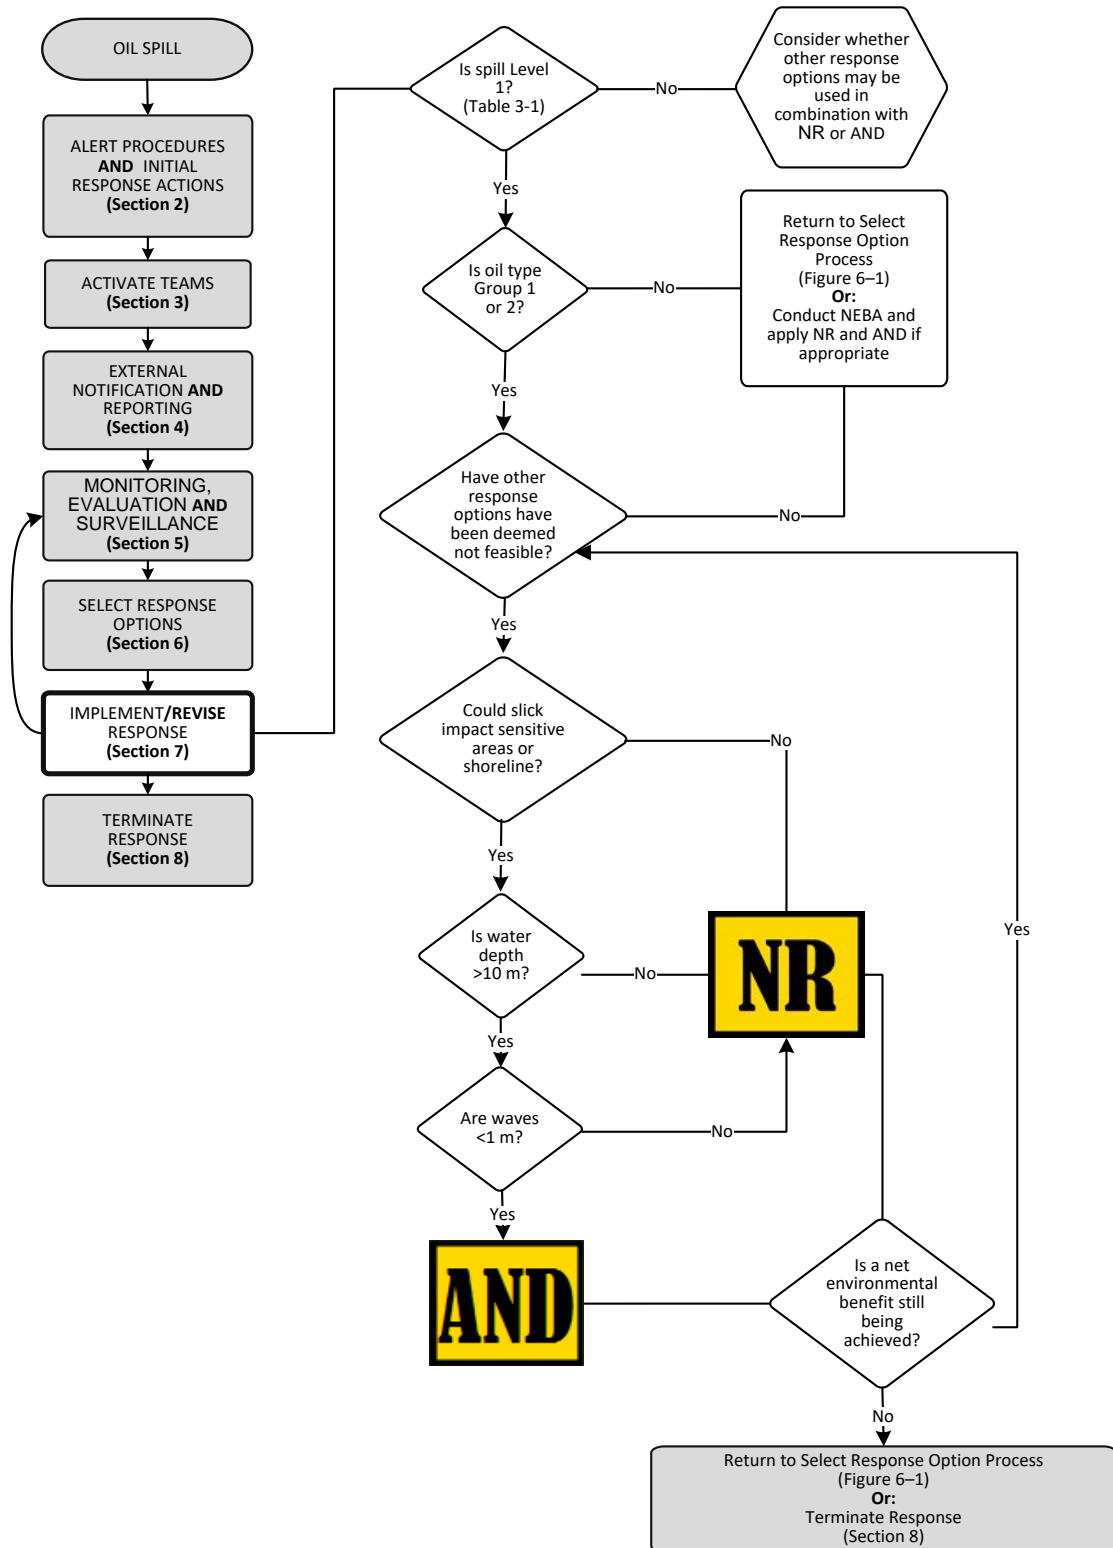 OIL SPILL
ALERT PROCEDURES
AND INITIAL
RESPONSE ACTIONS
(Section 2)
ACTIVATE TEAMS
(Section 3)
EXTERNAL
NOTIFICATION AND
REPORTING
(Section 4)
MONITORING,
EVALUATION AND
SURVEILLANCE
(Section 5)
SELECT RESPONSE
OPTIONS
(Section 6)
IMPLEMENT/REVISE
RESPONSE
(Section 7)
TERMINATE
RESPONSE
(Section 8)
Is spill Level
1?
(Table 3-1)
No
Consider whether
other response
options may be
used in
combination with
NR or AND
Yes
Is oil type
Group 1
or 2?
No
Return to Select
Response Option
Process
(Figure 6–1)
Or:
Conduct NEBA and
apply NR and AND if
appropriate
Yes
Have other
response
options have
been deemed
not feasible?
No
Yes
Could slick
impact sensitive
areas or
shoreline?
No
Yes
Is water
depth
>10 m?
No
NR
Yes
Yes
Are waves
<1 m?
No
Yes
AND
Is a net
environmental
benefit still
being
achieved?
No
Return to Select Response Option Process
(Figure 6–1)
Or:
Terminate Response
(Section 8)